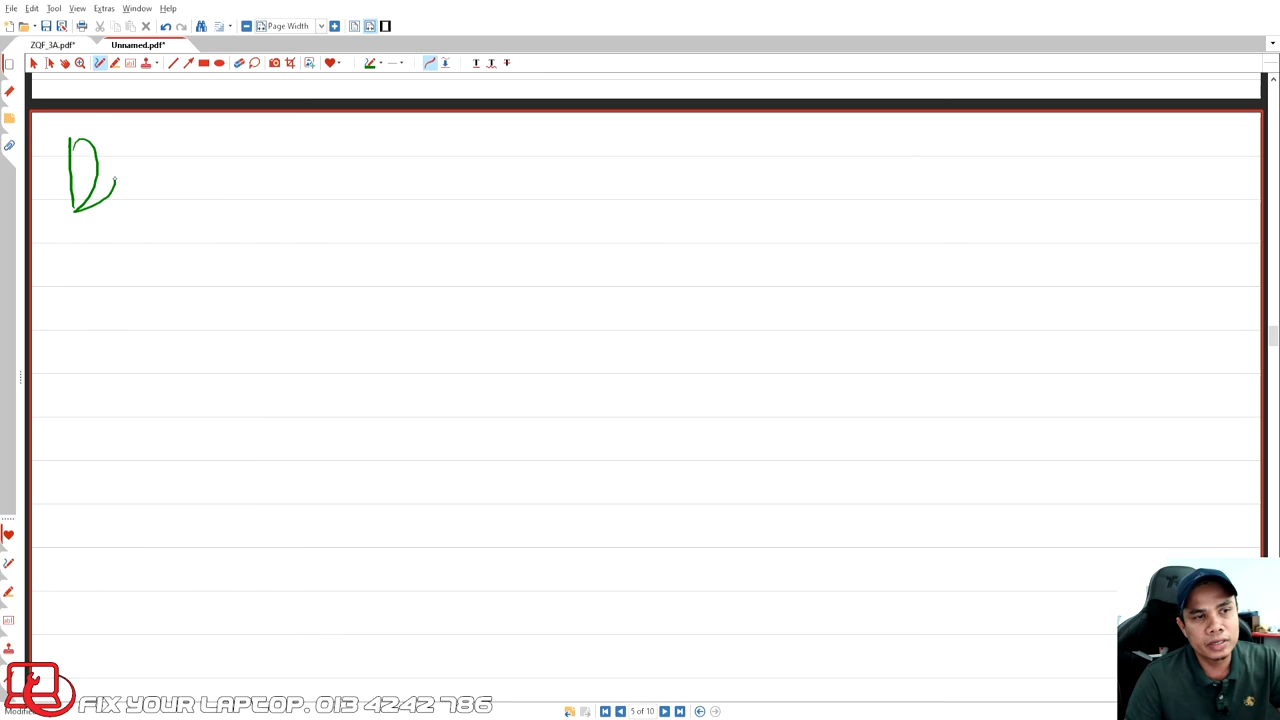 File Edit Tool View Extras Window Help
Page Width
ZQF_3A.pdf* Unnamed.pdf*
D
5 of 10
FIX YOUR LAPTOP. 013 4242 786